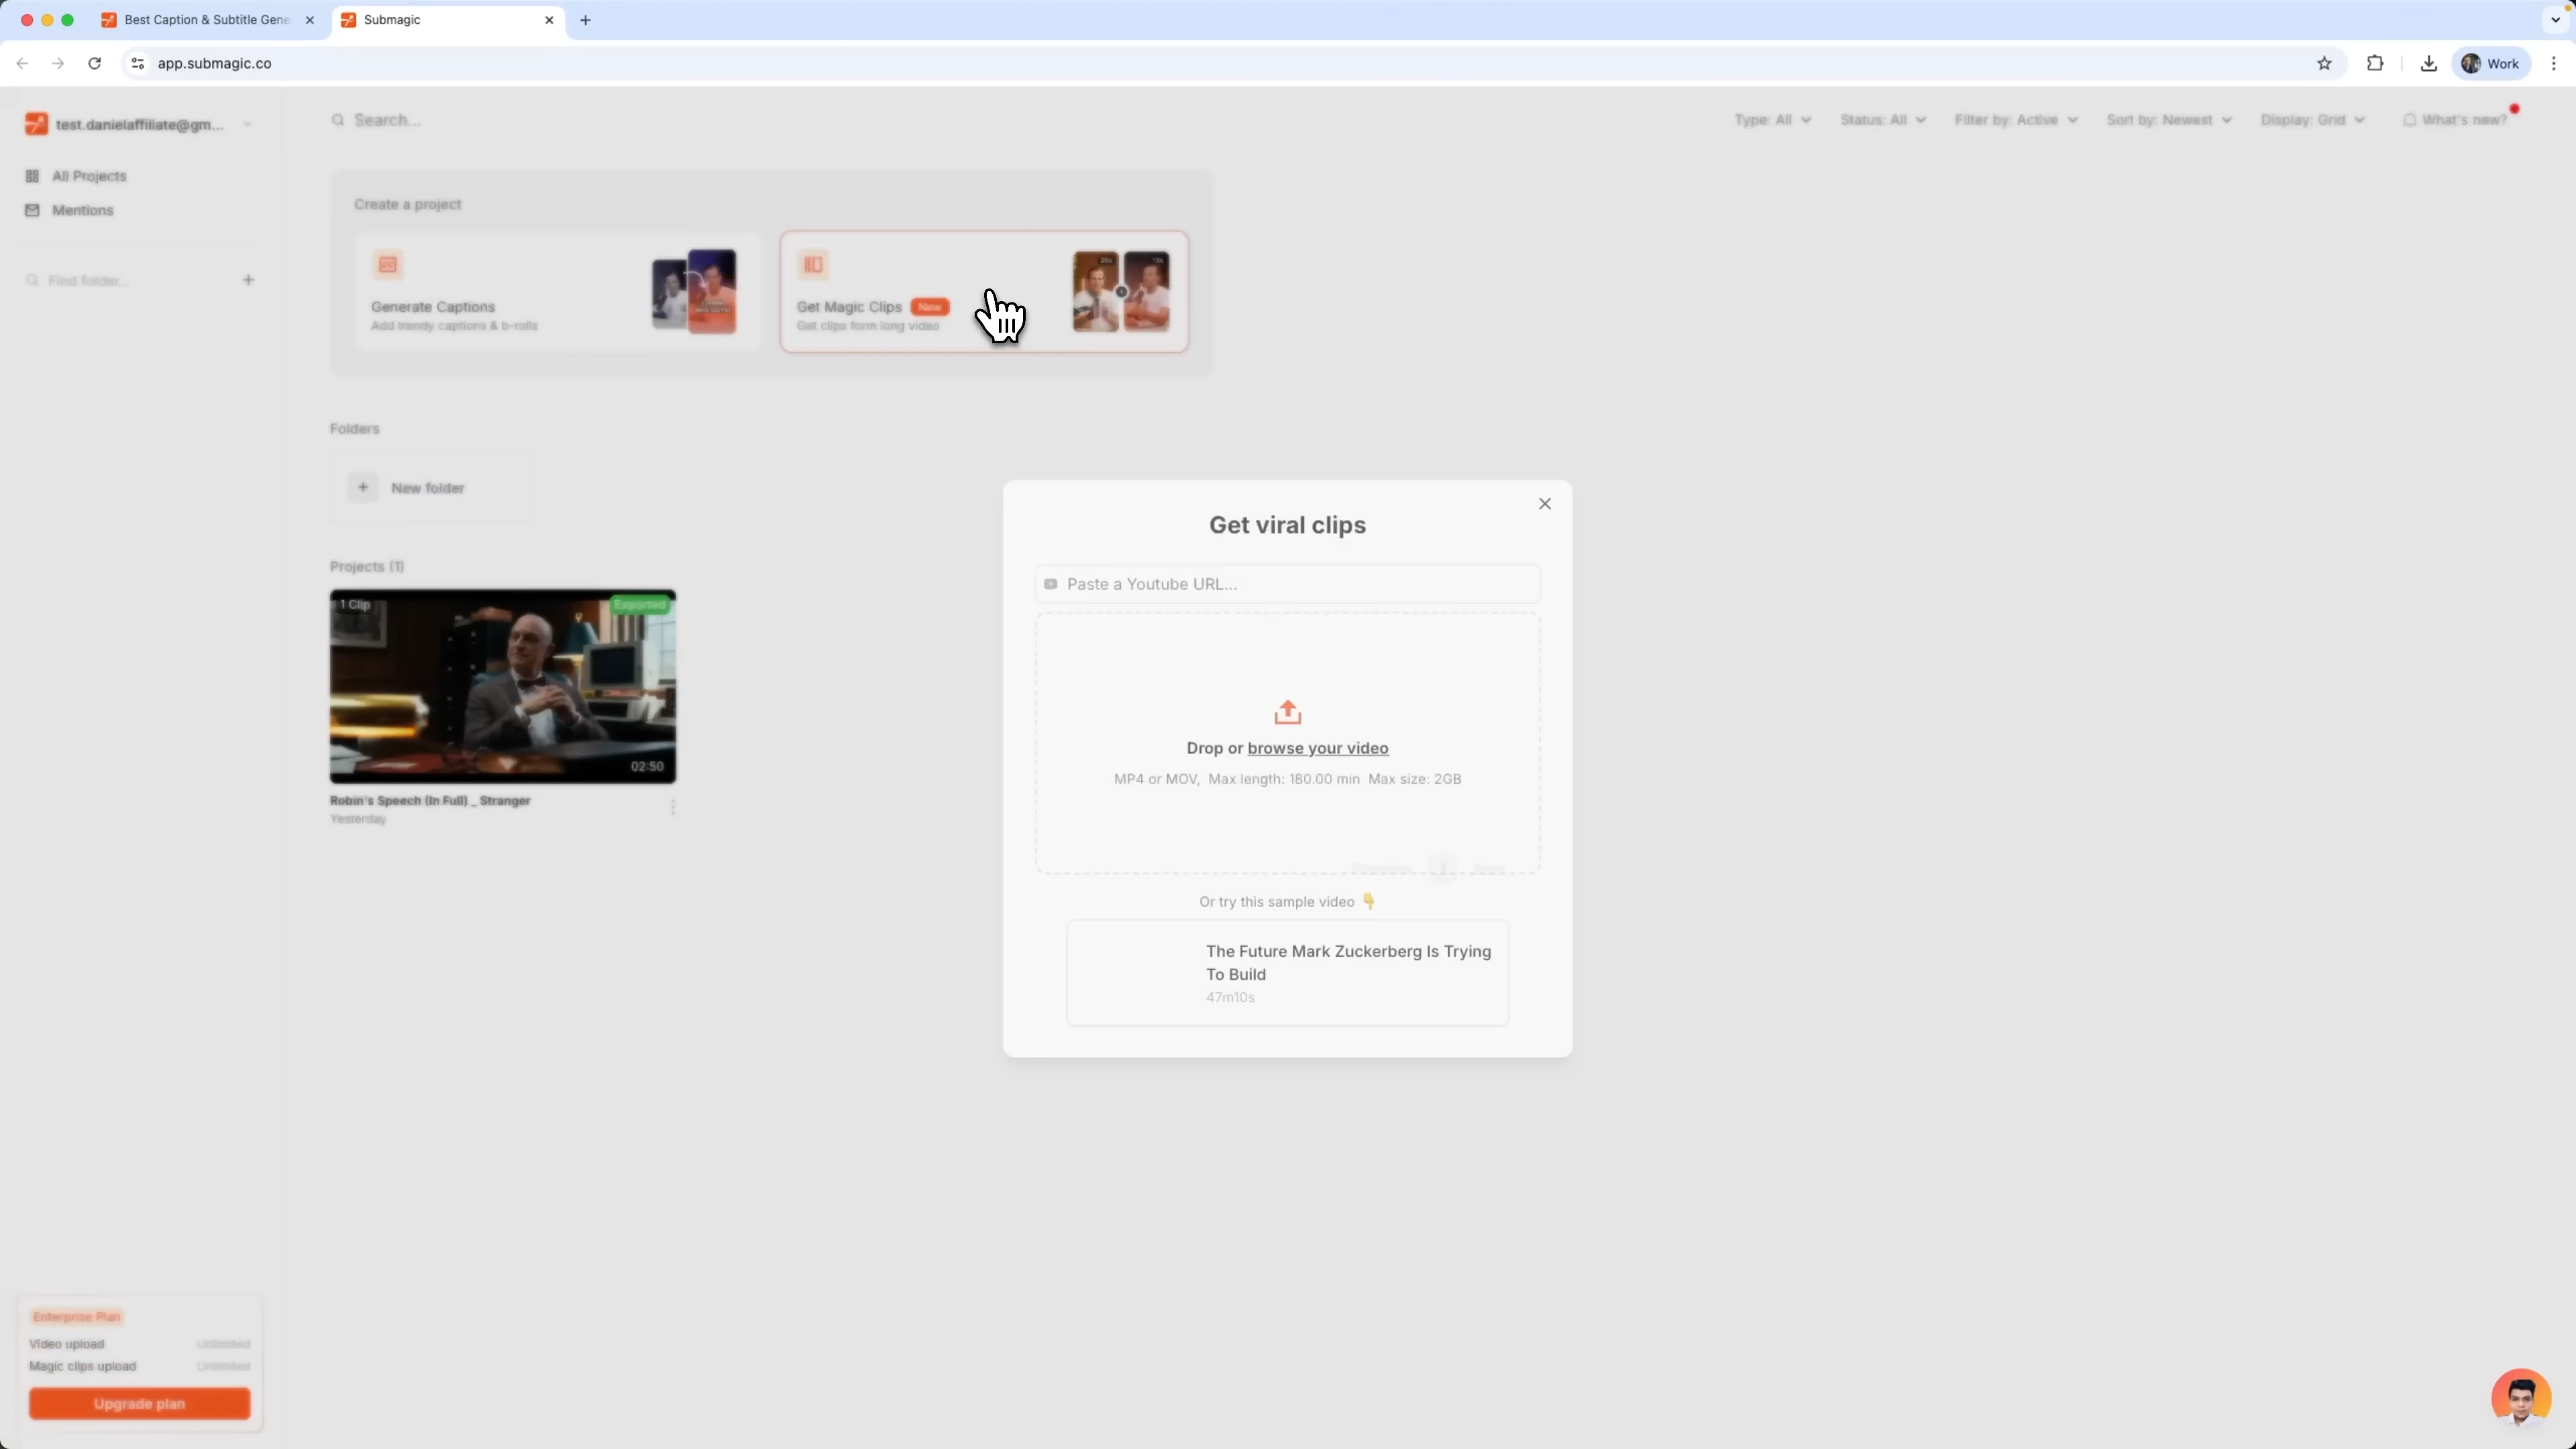 Best Caption & Subtitle Gene
Submagic
app.submagic.co
Work
test.danielaffiliate@gm...
Search...
Type: All
Status: All
Filter by: Active
Sort by: Newest
Display: Grid
What's new?
All Projects
Mentions
Find folder...
Create a project
Generate Captions
Add trendy captions & b-rolls
Get Magic Clips New
Get clips form long video
Folders
New folder
Projects (1)
1 Clip
Exported
02:50
Robin's Speech (In Full) _ Stranger
Yesterday
Get viral clips
Paste a Youtube URL...
Drop or browse your video
MP4 or MOV, Max length: 180.00 min Max size: 2GB
Or try this sample video 👇
The Future Mark Zuckerberg Is Trying
To Build
47m10s
Enterprise Plan
Video upload Unlimited
Magic clips upload Unlimited
Upgrade plan